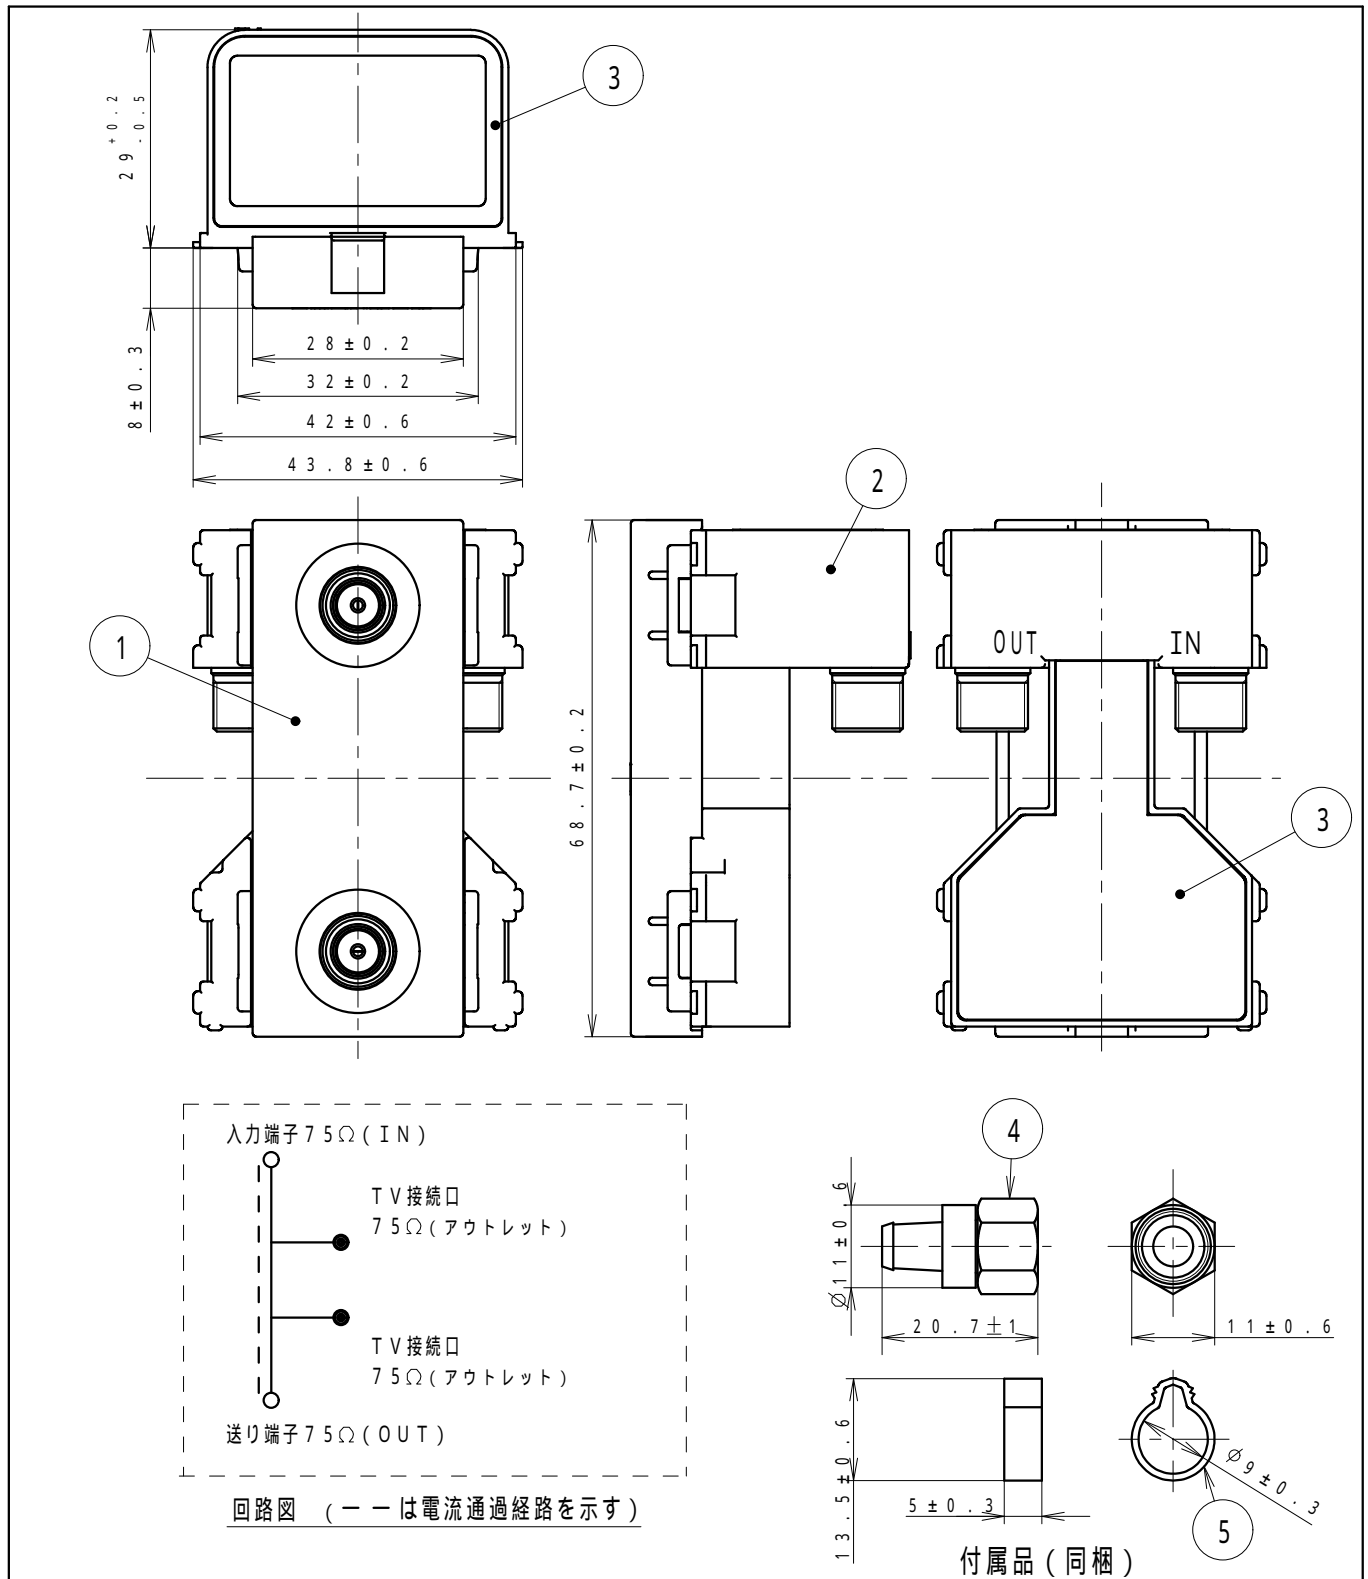 3
29 +0.2 -0.5
8±0.3
28±0.2
32±0.2
42±0.6
43.8±0.6
2
1
68.7±0.2
OUT
IN
3
入力端子75Ω(IN)
TV接続口
75Ω(アウトレット)
TV接続口
75Ω(アウトレット)
送り端子75Ω(OUT)
回路図 (ーーは電流通過経路を示す)
4
Ø11±0.6
20.7±1
11±0.6
13.5±0.6
5±0.3
Ø9±0.3
5
付属品(同梱)